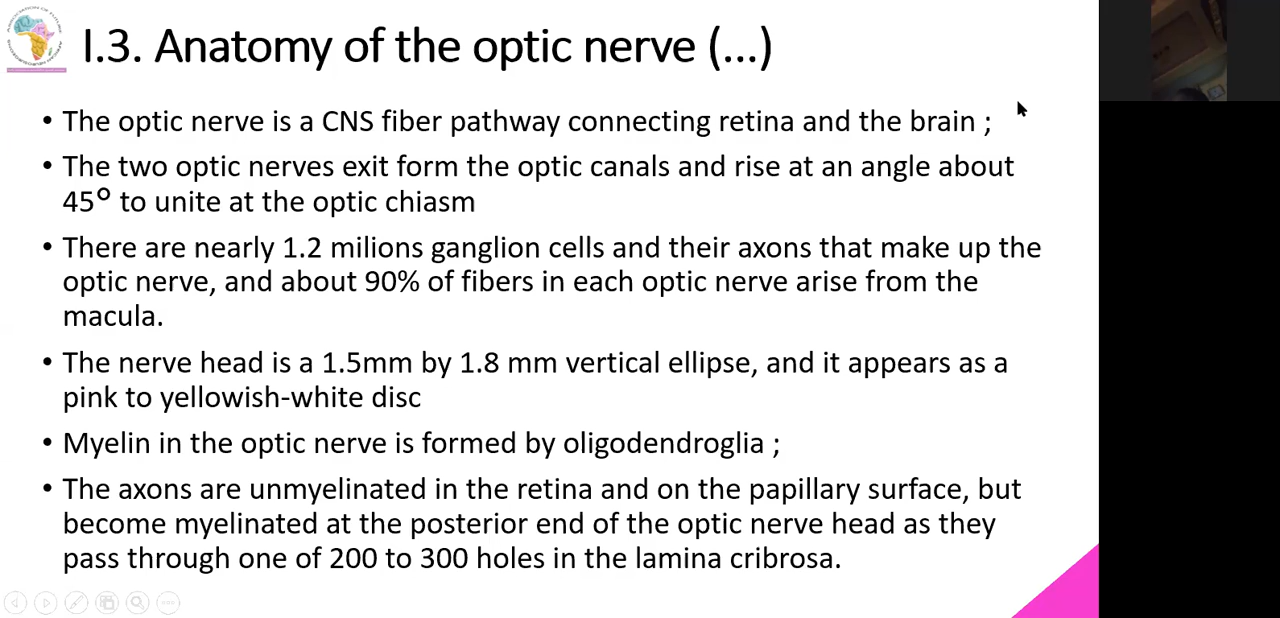 I.3. Anatomy of the optic nerve (...)
• The optic nerve is a CNS fiber pathway connecting retina and the brain ;
• The two optic nerves exit form the optic canals and rise at an angle about
45° to unite at the optic chiasm
• There are nearly 1.2 milions ganglion cells and their axons that make up the
optic nerve, and about 90% of fibers in each optic nerve arise from the
macula.
• The nerve head is a 1.5mm by 1.8 mm vertical ellipse, and it appears as a
pink to yellowish-white disc
• Myelin in the optic nerve is formed by oligodendroglia ;
• The axons are unmyelinated in the retina and on the papillary surface, but
become myelinated at the posterior end of the optic nerve head as they
pass through one of 200 to 300 holes in the lamina cribrosa.